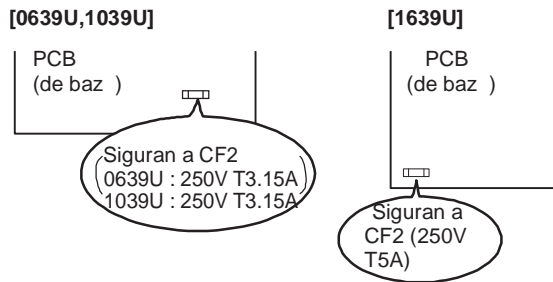 [0639U,1039U]
PCB
(de baz )
Siguran a CF2
0639U : 250V T3.15A
1039U : 250V T3.15A
[1639U]
PCB
(de baz )
Siguran a
CF2 (250V
T5A)